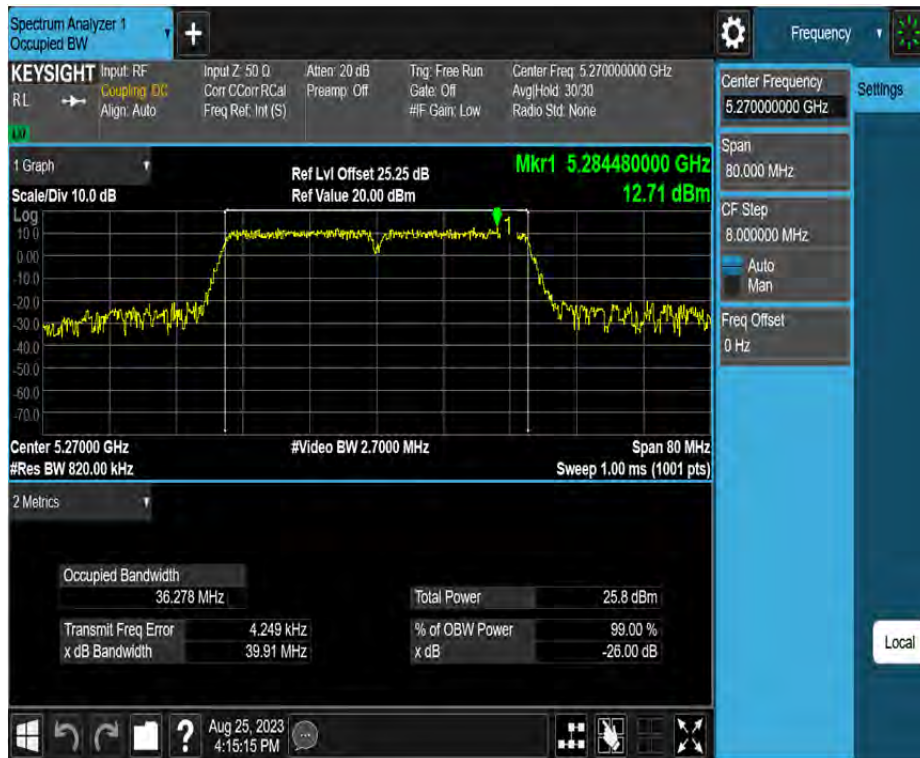 Spectrum Analyzer 1
Occupied BW
+
Frequency
KEYSIGHT
RL
Input: RF
Coupling: DC
Align: Auto
Input Z: 50 Ω
Corr CCorr RCal
Freq Ref: Int (S)
Atten: 20 dB
Preamp: Off
Trig: Free Run
Gate: Off
#IF Gain: Low
Center Freq: 5.270000000 GHz
Avg|Hold: 30/30
Radio Std: None
Center Frequency
5.270000000 GHz
Settings
Span
80.000 MHz
CF Step
8.000000 MHz
Auto
Man
Freq Offset
0 Hz
1 Graph
Scale/Div 10.0 dB
Ref Lvl Offset 25.25 dB
Ref Value 20.00 dBm
Mkr1 5.284480000 GHz
12.71 dBm
Log
10.0
0.00
-10.0
-20.0
-30.0
-40.0
-50.0
-60.0
-70.0
1
Center 5.27000 GHz
#Res BW 820.00 kHz
#Video BW 2.7000 MHz
Span 80 MHz
Sweep 1.00 ms (1001 pts)
2 Metrics
Occupied Bandwidth
36.278 MHz
Transmit Freq Error 4.249 kHz
x dB Bandwidth 39.91 MHz
Total Power 25.8 dBm
% of OBW Power 99.00 %
x dB -26.00 dB
Local
?
Aug 25, 2023
4:15:15 PM